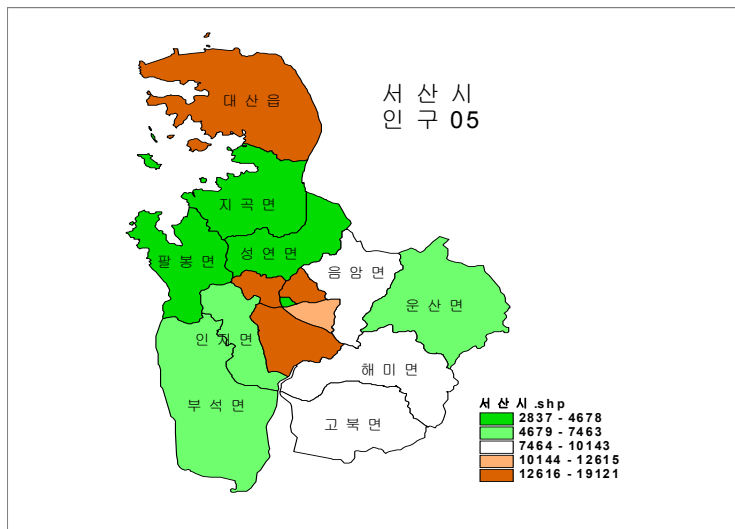 서산시
인구05
대산읍
지곡면
팔봉면
성연면
음암면
운산면
인지면
해미면
부석면
고북면
서산시.shp
2837 - 4678
4679 - 7463
7464 - 10143
10144 - 12615
12616 - 19121